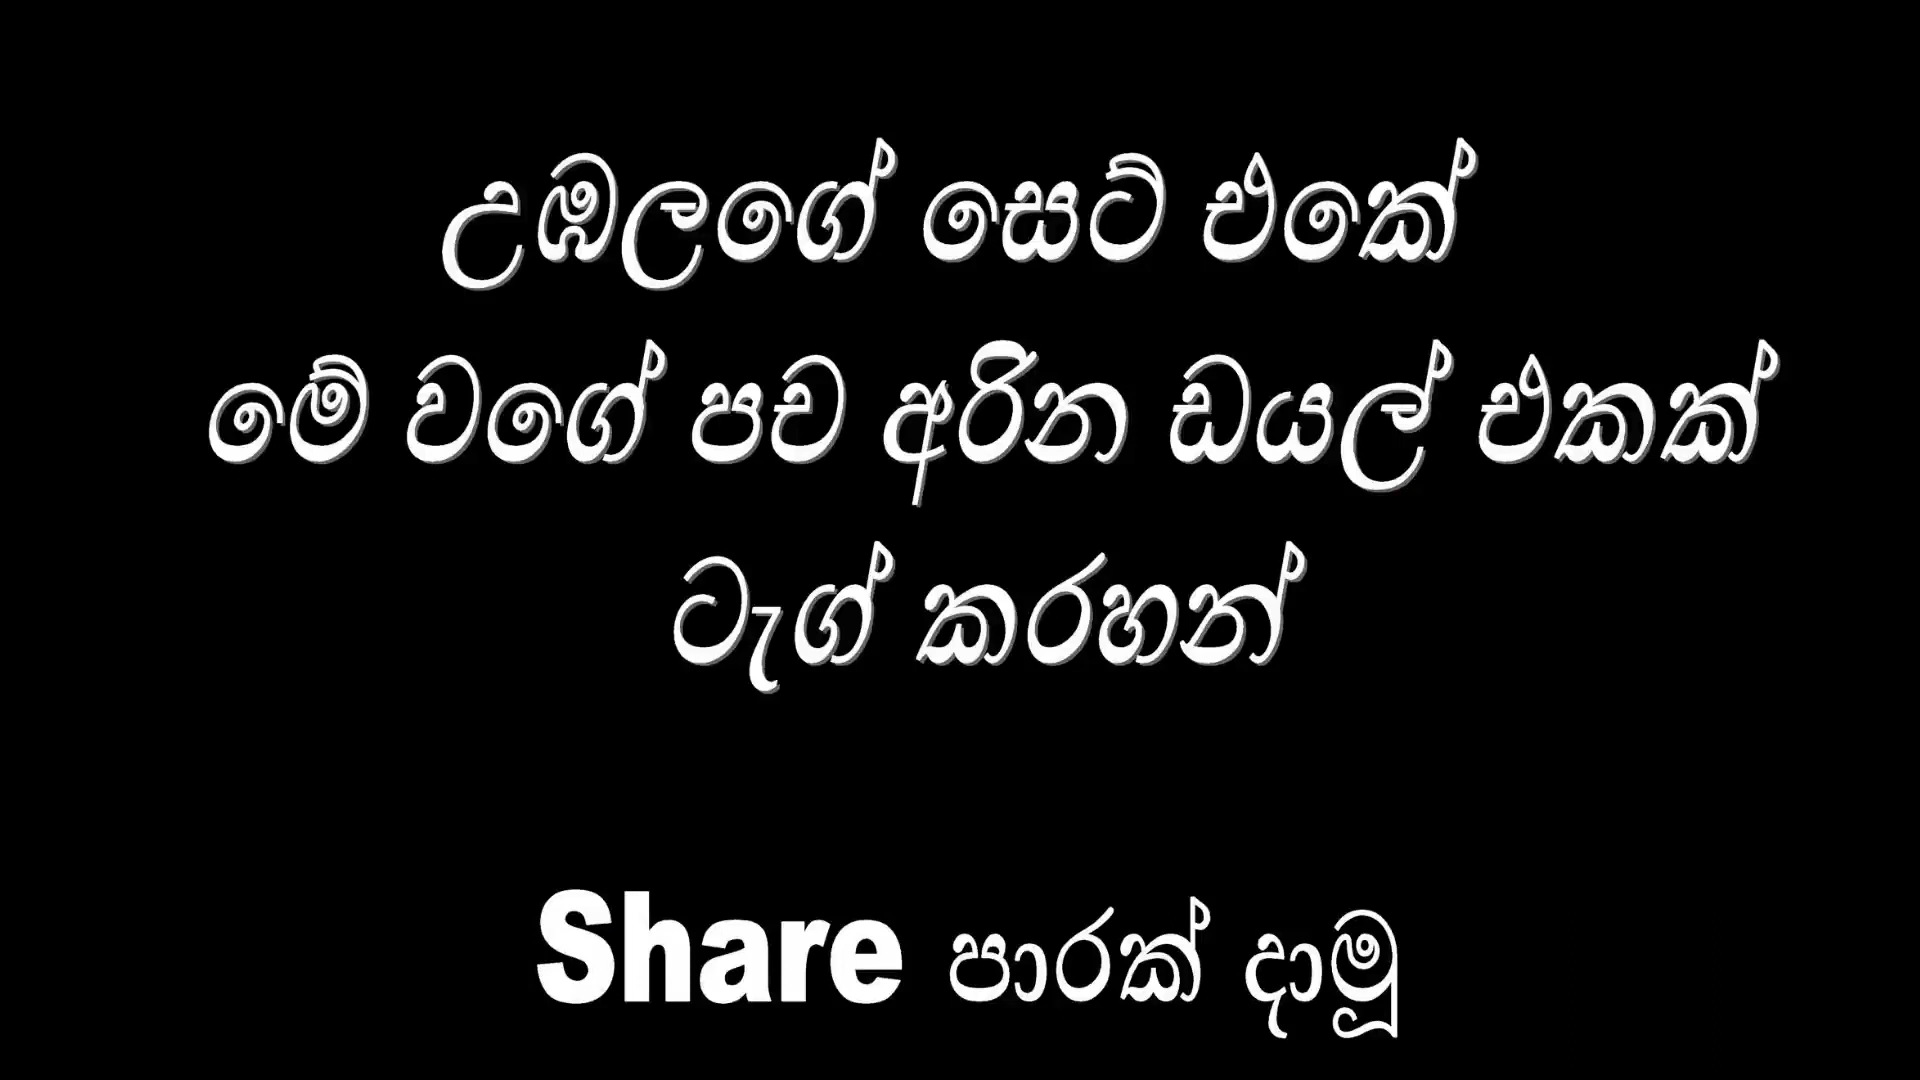 උඹලගේ සෙට් එකේ
මේ වගේ පච අරින ඩයල් එකක්
ටැග් කරහන්
Share පාරක් දාමූ